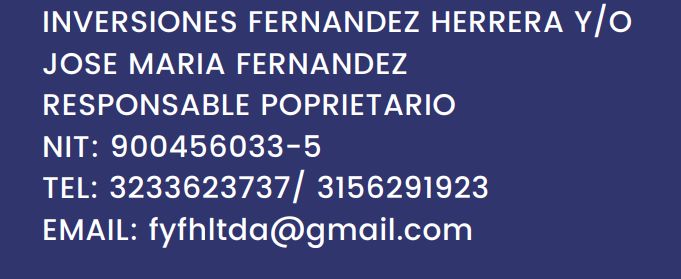 INVERSIONES FERNANDEZ HERRERA Y/O
JOSE MARIA FERNANDEZ
RESPONSABLE POPRIETARIO
NIT: 900456033-5
TEL: 3233623737/ 3156291923
EMAIL: fyfhltda@gmail.com